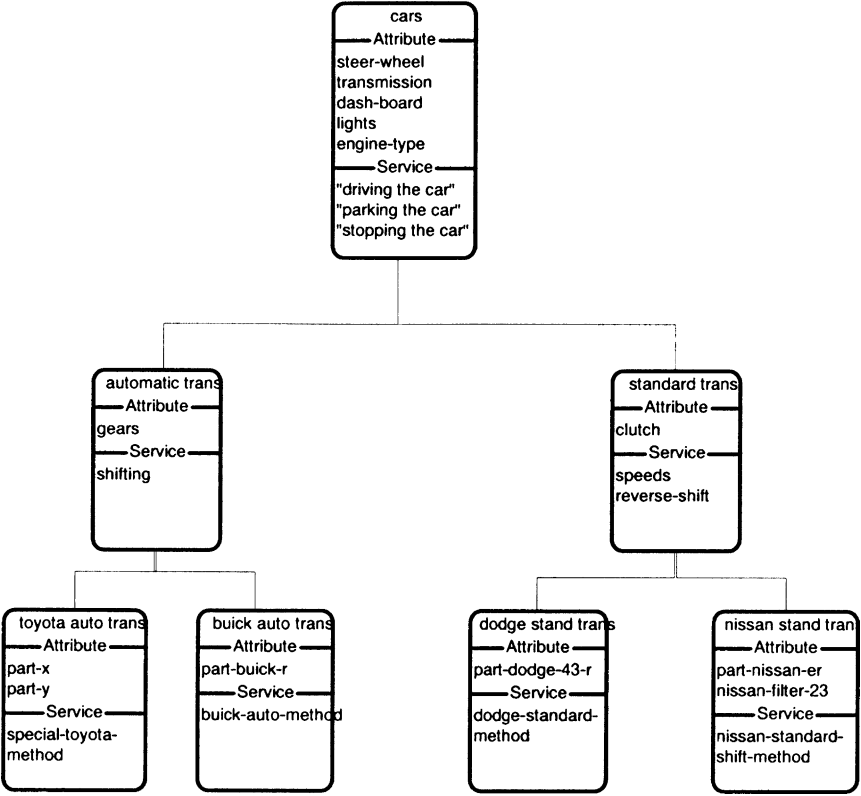 cars
Attribute
steer-wheel
transmission
dash-board
lights
engine-type
Service
"driving the car"
"parking the car"
"stopping the car"
automatic trans
Attribute
gears
Service
shifting
standard trans
Attribute
clutch
Service
speeds
reverse-shift
toyota auto trans
Attribute
part-x
part-y
Service
special-toyota-
method
buick auto trans
Attribute
part-buick-r
Service
buick-auto-method
dodge stand trans
Attribute
part-dodge-43-r
Service
dodge-standard-
method
nissan stand trans
Attribute
part-nissan-er
nissan-filter-23
Service
nissan-standard-
shift-method